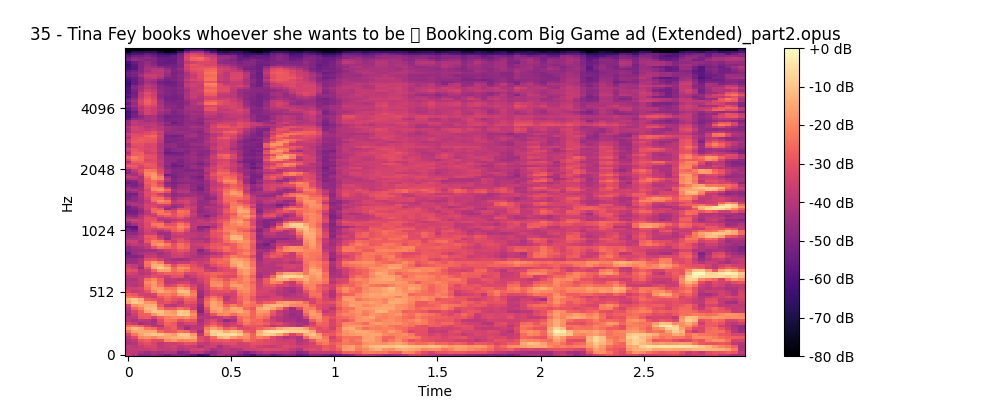 35 - Tina Fey books whoever she wants to be ▯ Booking.com Big Game ad (Extended)_part2.opus
Hz
4096
2048
1024
512
0
0
0.5
1
1.5
2
2.5
Time
+0 dB
-10 dB
-20 dB
-30 dB
-40 dB
-50 dB
-60 dB
-70 dB
-80 dB